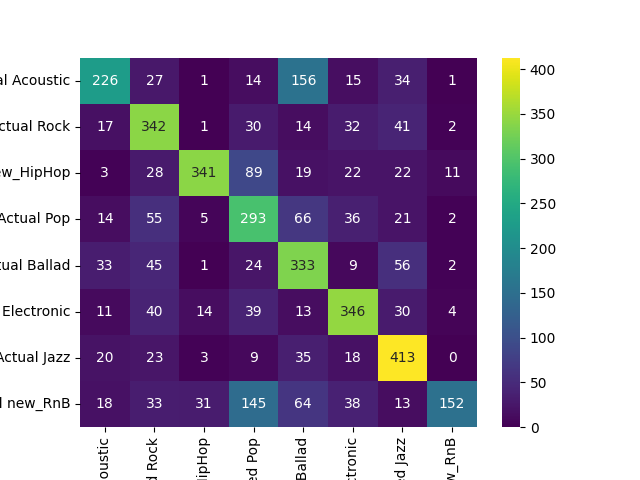 al Acoustic 226 27 1 14 156 15 34 1
ctual Rock 17 342 1 30 14 32 41 2
ew_HipHop 3 28 341 89 19 22 22 11
Actual Pop 14 55 5 293 66 36 21 2
tual Ballad 33 45 1 24 333 9 56 2
Electronic 11 40 14 39 13 346 30 4
Actual Jazz 20 23 3 9 35 18 413 0
l new_RnB 18 33 31 145 64 38 13 152
oustic
d Rock
HipHop
ed Pop
Ballad
ctronic
ed Jazz
w_RnB
400
350
300
250
200
150
100
50
0